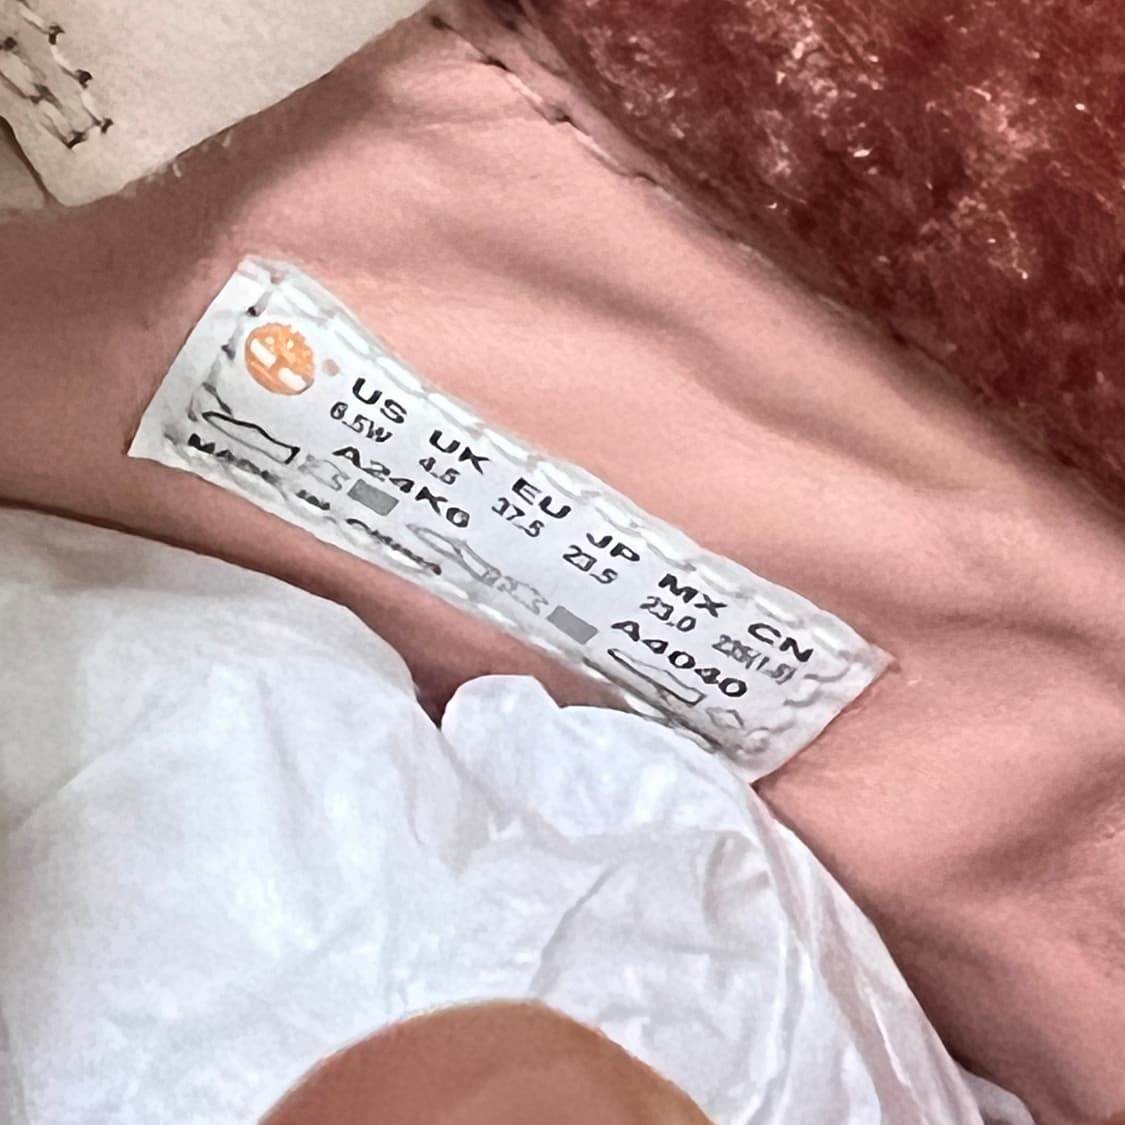 US UK EU JP MX CN
6.5W 4.5 37.5 23.5 23.0 235(1.5)
A24K6 A4040
MADE IN CHINA